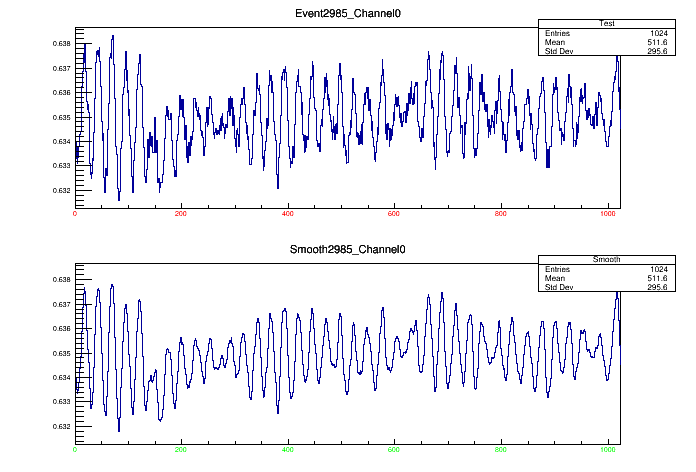 Event2985_Channel0
Test
Entries 1024
Mean 511.6
Std Dev 295.6
0.638
0.637
0.636
0.635
0.634
0.633
0.632
0 200 400 600 800 1000
Smooth2985_Channel0
Smooth
Entries 1024
Mean 511.6
Std Dev 295.6
0.638
0.637
0.636
0.635
0.634
0.633
0.632
0 200 400 600 800 1000